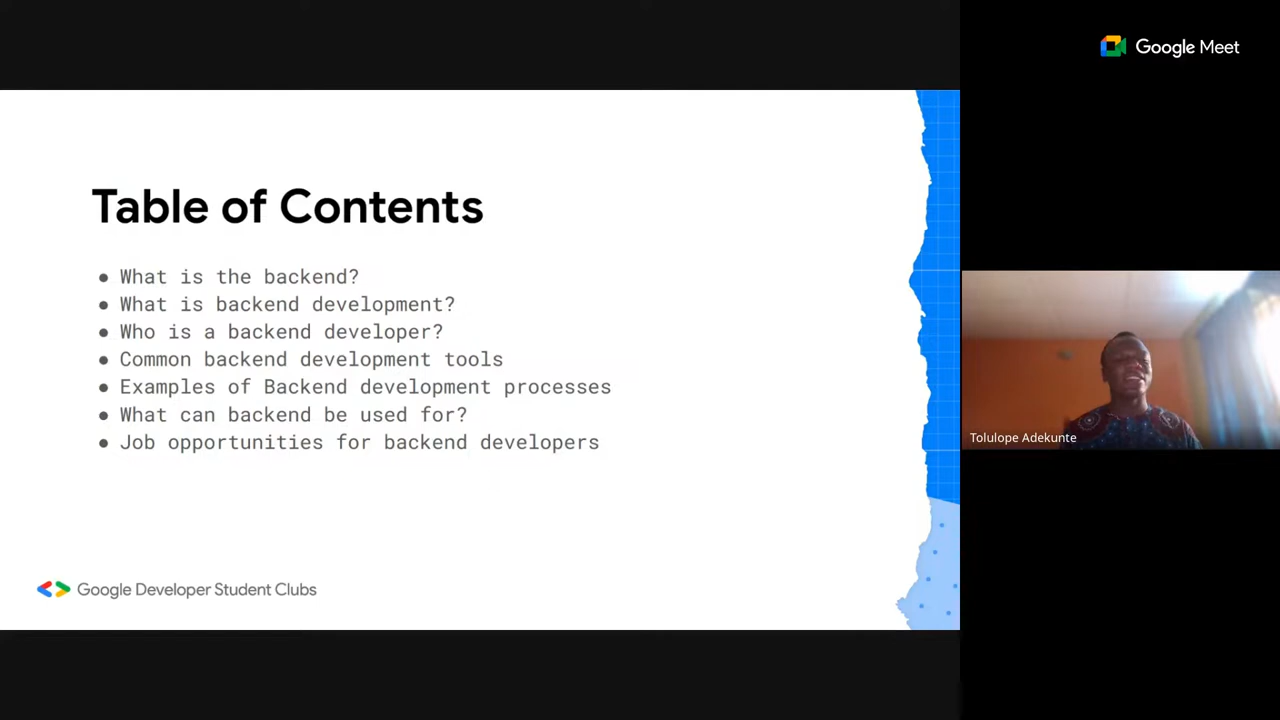 Google Meet
Table of Contents
● What is the backend?
● What is backend development?
● Who is a backend developer?
● Common backend development tools
● Examples of Backend development processes
● What can backend be used for?
● Job opportunities for backend developers
Tolulope Adekunte
Google Developer Student Clubs